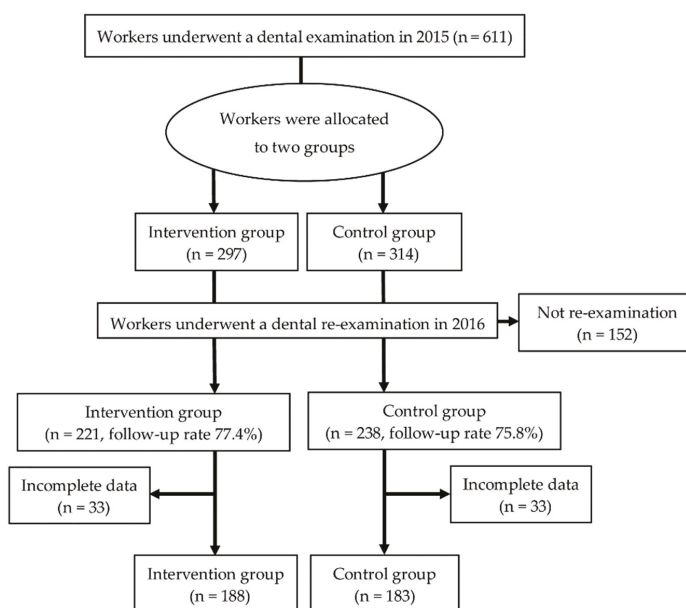 Workers underwent a dental examination in 2015 (n = 611)
Workers were allocated
to two groups
Intervention group
(n = 297)
Control group
(n = 314)
Workers underwent a dental re-examination in 2016
Not re-examination
(n = 152)
Intervention group
(n = 221, follow-up rate 77.4%)
Control group
(n = 238, follow-up rate 75.8%)
Incomplete data
(n = 33)
Incomplete data
(n = 33)
Intervention group
(n = 188)
Control group
(n = 183)